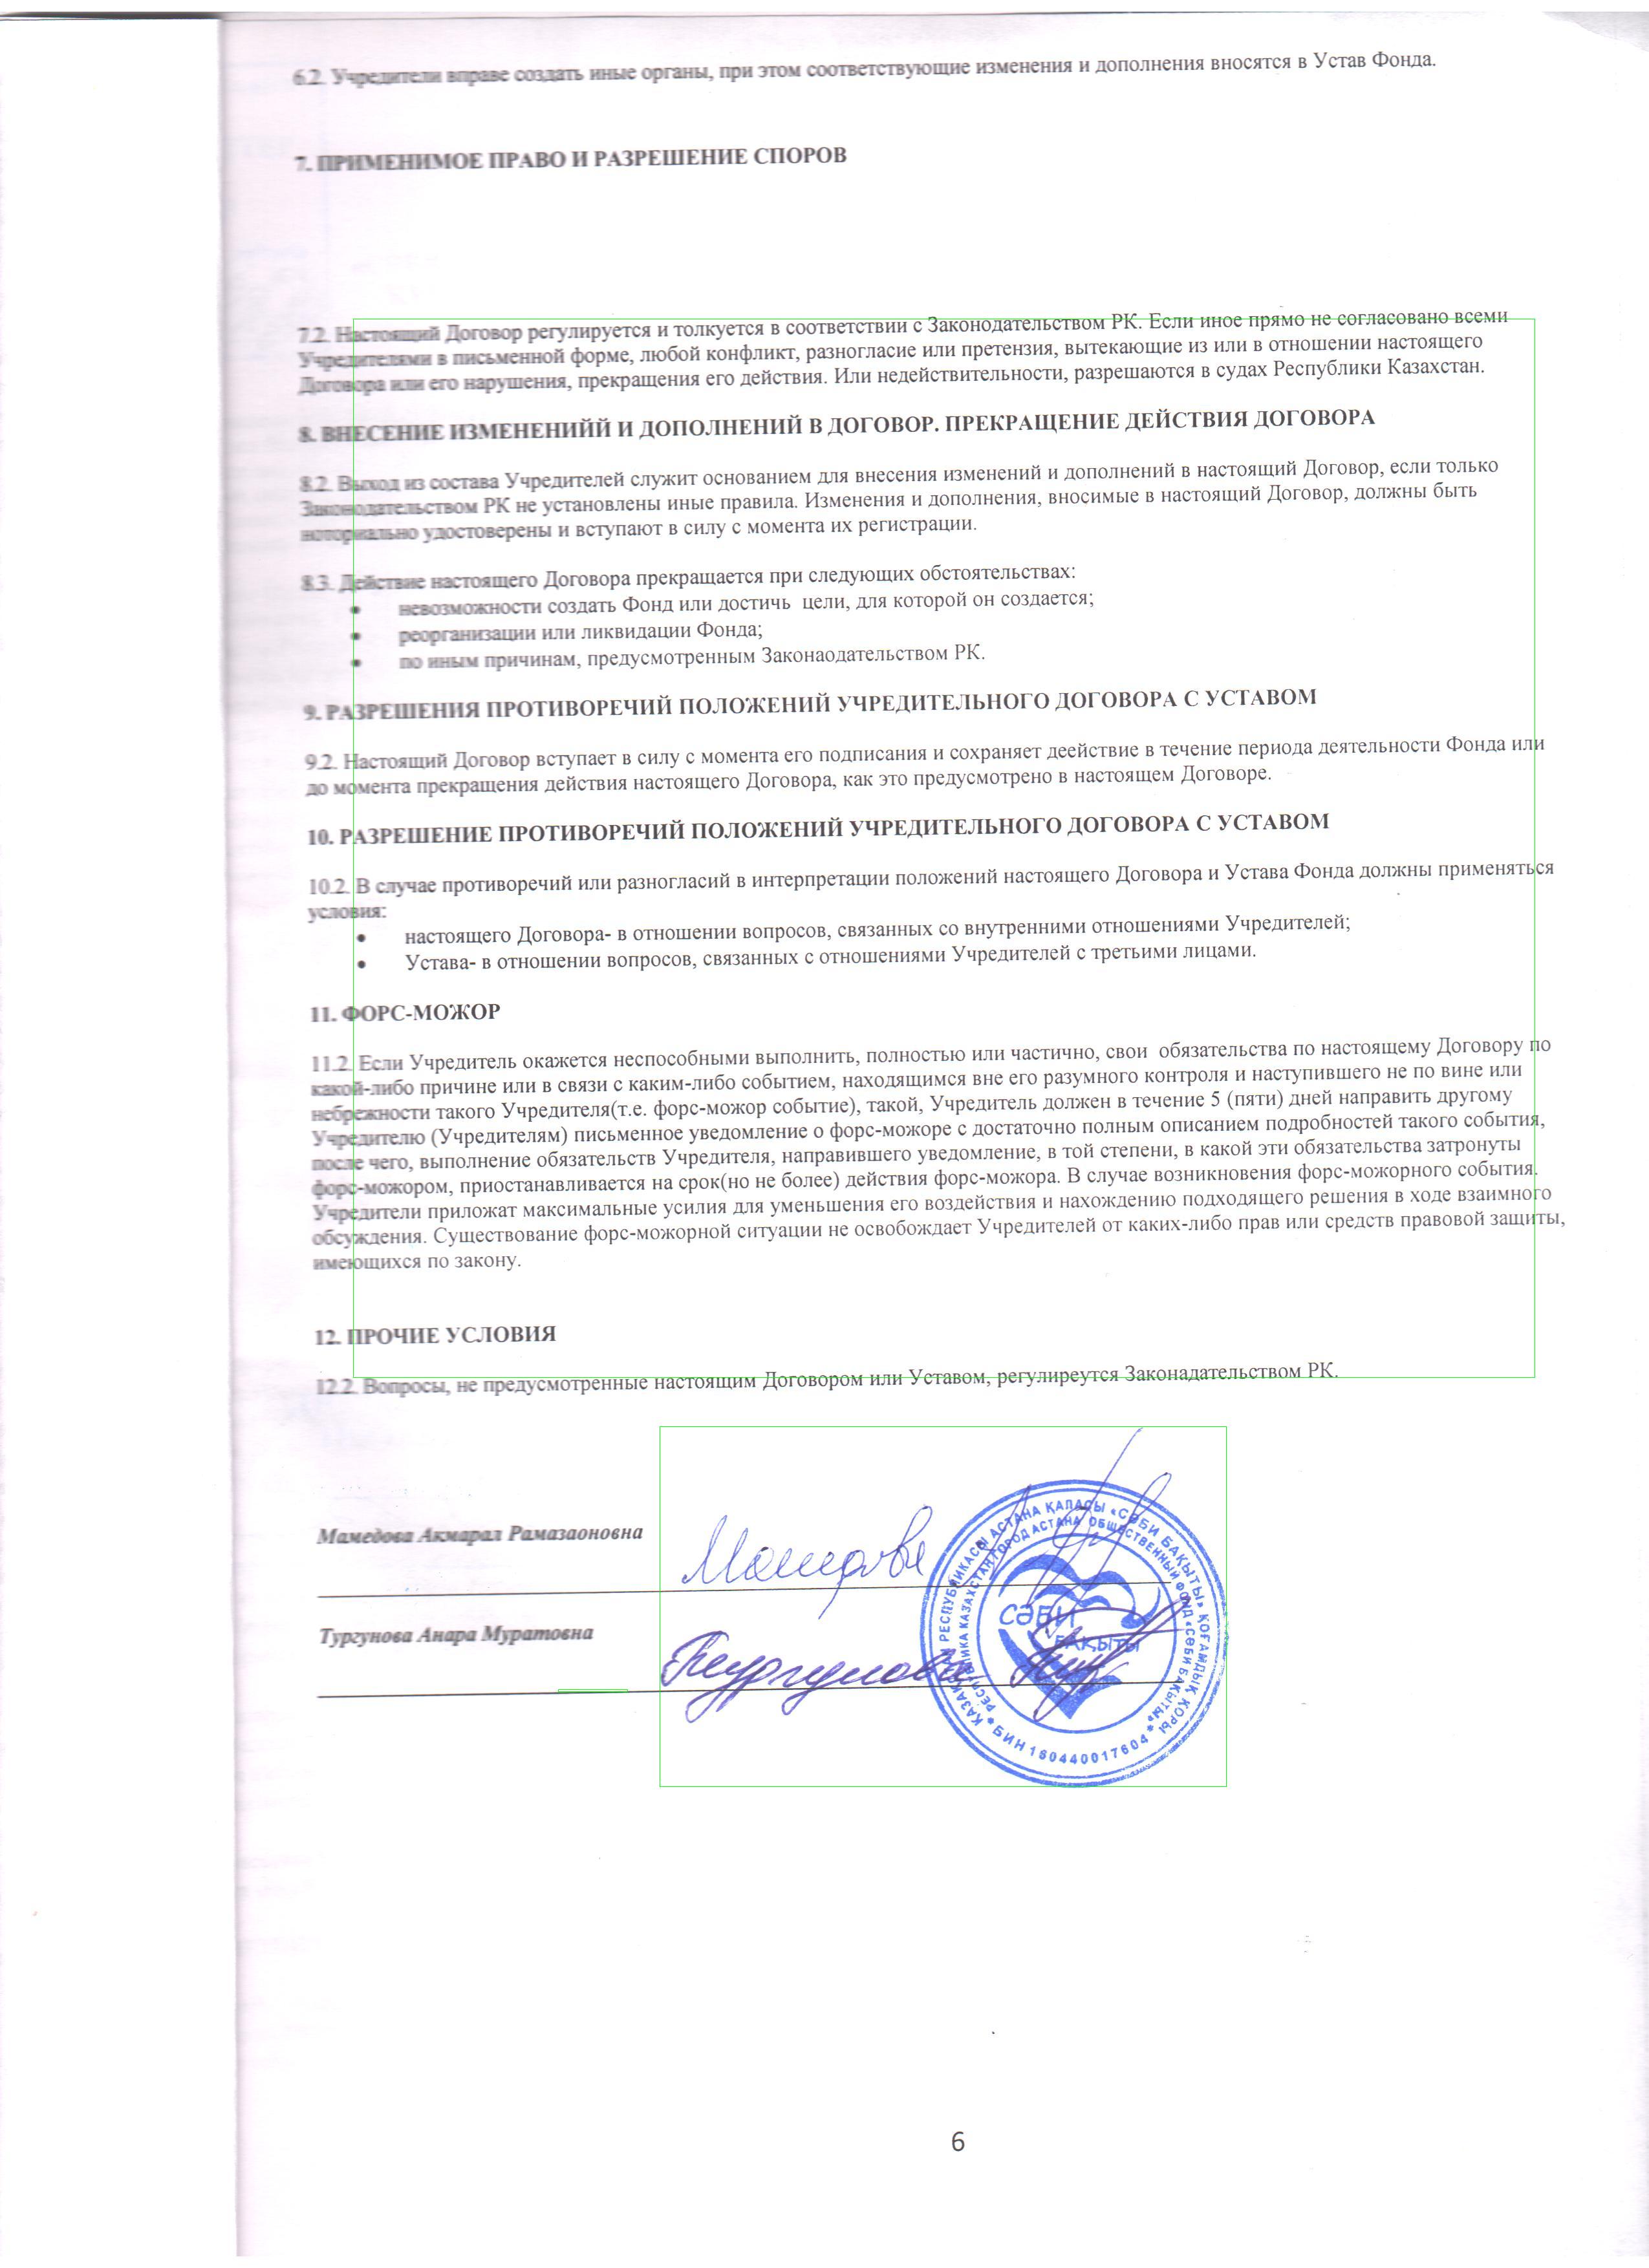 6.2. Учредители вправе создать иные органы, при этом соответствующие изменения и дополнения вносятся в Устав Фонда.
7. ПРИМЕНИМОЕ ПРАВО И РАЗРЕШЕНИЕ СПОРОВ
7.2. Настоящий Договор регулируется и толкуется в соответствии с Законодательством РК. Если иное прямо не согласовано всеми
Учредителями в письменной форме, любой конфликт, разногласие или претензия, вытекающие из или в отношении настоящего
Договора или его нарушения, прекращения его действия. Или недействительности, разрешаются в судах Республики Казахстан.
8. ВНЕСЕНИЕ ИЗМЕНЕНИЙЙ И ДОПОЛНЕНИЙ В ДОГОВОР. ПРЕКРАЩЕНИЕ ДЕЙСТВИЯ ДОГОВОРА
8.2. Выход из состава Учредителей служит основанием для внесения изменений и дополнений в настоящий Договор, если только
Законодательством РК не установлены иные правила. Изменения и дополнения, вносимые в настоящий Договор, должны быть
ноториально удостоверены и вступают в силу с момента их регистрации.
8.3. Действие настоящего Договора прекращается при следующих обстоятельствах:
• невозможности создать Фонд или достичь цели, для которой он создается;
• реорганизации или ликвидации Фонда;
• по иным причинам, предусмотренным Законаодательством РК.
9. РАЗРЕШЕНИЯ ПРОТИВОРЕЧИЙ ПОЛОЖЕНИЙ УЧРЕДИТЕЛЬНОГО ДОГОВОРА С УСТАВОМ
9.2. Настоящий Договор вступает в силу с момента его подписания и сохраняет деействие в течение периода деятельности Фонда или
до момента прекращения действия настоящего Договора, как это предусмотрено в настоящем Договоре.
10. РАЗРЕШЕНИЕ ПРОТИВОРЕЧИЙ ПОЛОЖЕНИЙ УЧРЕДИТЕЛЬНОГО ДОГОВОРА С УСТАВОМ
10.2. В случае противоречий или разногласий в интерпретации положений настоящего Договора и Устава Фонда должны применяться
условия:
• настоящего Договора- в отношении вопросов, связанных со внутренними отношениями Учредителей;
• Устава- в отношении вопросов, связанных с отношениями Учредителей с третьими лицами.
11. ФОРС-МОЖОР
11.2. Если Учредитель окажется неспособными выполнить, полностью или частично, свои обязательства по настоящему Договору по
какой-либо причине или в связи с каким-либо событием, находящимся вне его разумного контроля и наступившего не по вине или
небрежности такого Учредителя(т.е. форс-можор событие), такой, Учредитель должен в течение 5 (пяти) дней направить другому
Учредителю (Учредителям) письменное уведомление о форс-можоре с достаточно полным описанием подробностей такого события,
после чего, выполнение обязательств Учредителя, направившего уведомление, в той степени, в какой эти обязательства затронуты
форс-можором, приостанавливается на срок(но не более) действия форс-можора. В случае возникновения форс-можорного события.
Учредители приложат максимальные усилия для уменьшения его воздействия и нахождению подходящего решения в ходе взаимного
обсуждения. Существование форс-можорной ситуации не освобождает Учредителей от каких-либо прав или средств правовой защиты,
имеющихся по закону.
12. ПРОЧИЕ УСЛОВИЯ
12.2. Вопросы, не предусмотренные настоящим Договором или Уставом, регулиреутся Законадательством РК.
Мамедова Акмарал Рамазаоновна
Мамедова
Тургунова Анара Муратовна
Тургунова
ҚАЗАҚСТАН РЕСПУБЛИКАСЫ АСТАНА ҚАЛАСЫ «СӘБИ БАҚЫТЫ» ҚОҒАМДЫҚ ҚОРЫ
РЕСПУБЛИКА КАЗАХСТАН ГОРОД АСТАНА ОБЩЕСТВЕННЫЙ ФОНД «СӘБИ БАҚЫТЫ»
* БИН 160440017604 *
СӘБИ
БАҚЫТЫ
6